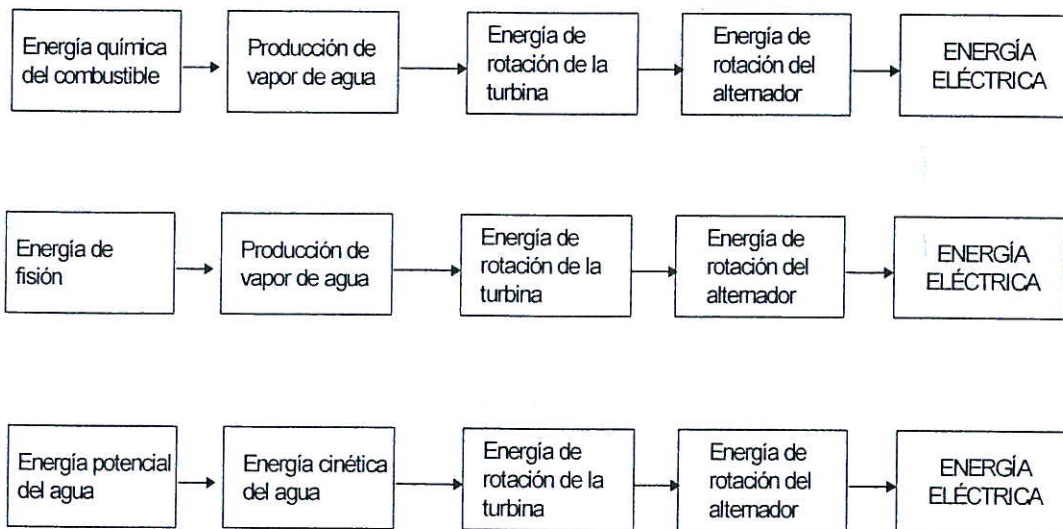 Energía química
del combustible
Producción de
vapor de agua
Energía de
rotación de la
turbina
Energía de
rotación del
alternador
ENERGÍA
ELÉCTRICA
Energía de
fisión
Producción de
vapor de agua
Energía de
rotación de la
turbina
Energía de
rotación del
alternador
ENERGÍA
ELÉCTRICA
Energía potencial
del agua
Energía cinética
del agua
Energía de
rotación de la
turbina
Energía de
rotación del
alternador
ENERGÍA
ELÉCTRICA